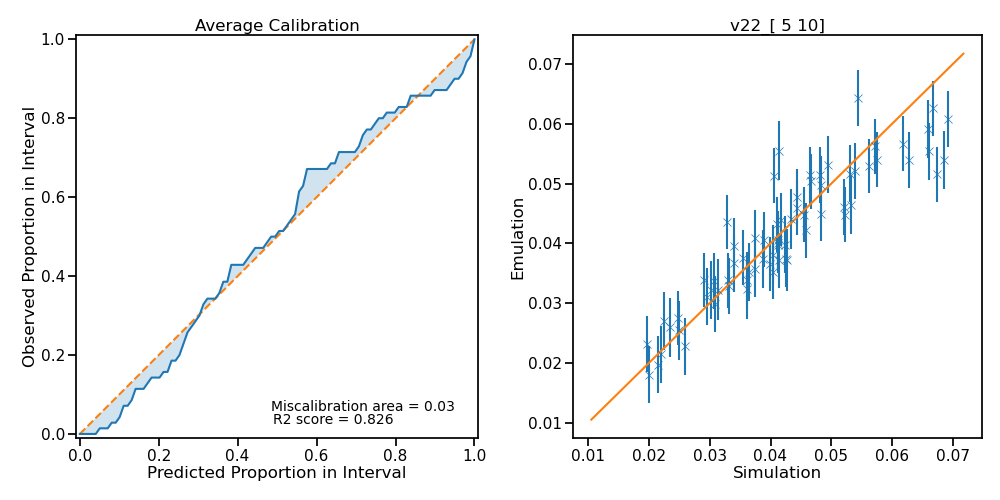 Average Calibration
1.0
0.8
0.6
0.4
0.2
0.0
Observed Proportion in Interval
Miscalibration area = 0.03
R2 score = 0.826
0.0 0.2 0.4 0.6 0.8 1.0
Predicted Proportion in Interval
v22 [ 5 10]
0.07
0.06
0.05
0.04
0.03
0.02
0.01
Emulation
0.01 0.02 0.03 0.04 0.05 0.06 0.07
Simulation